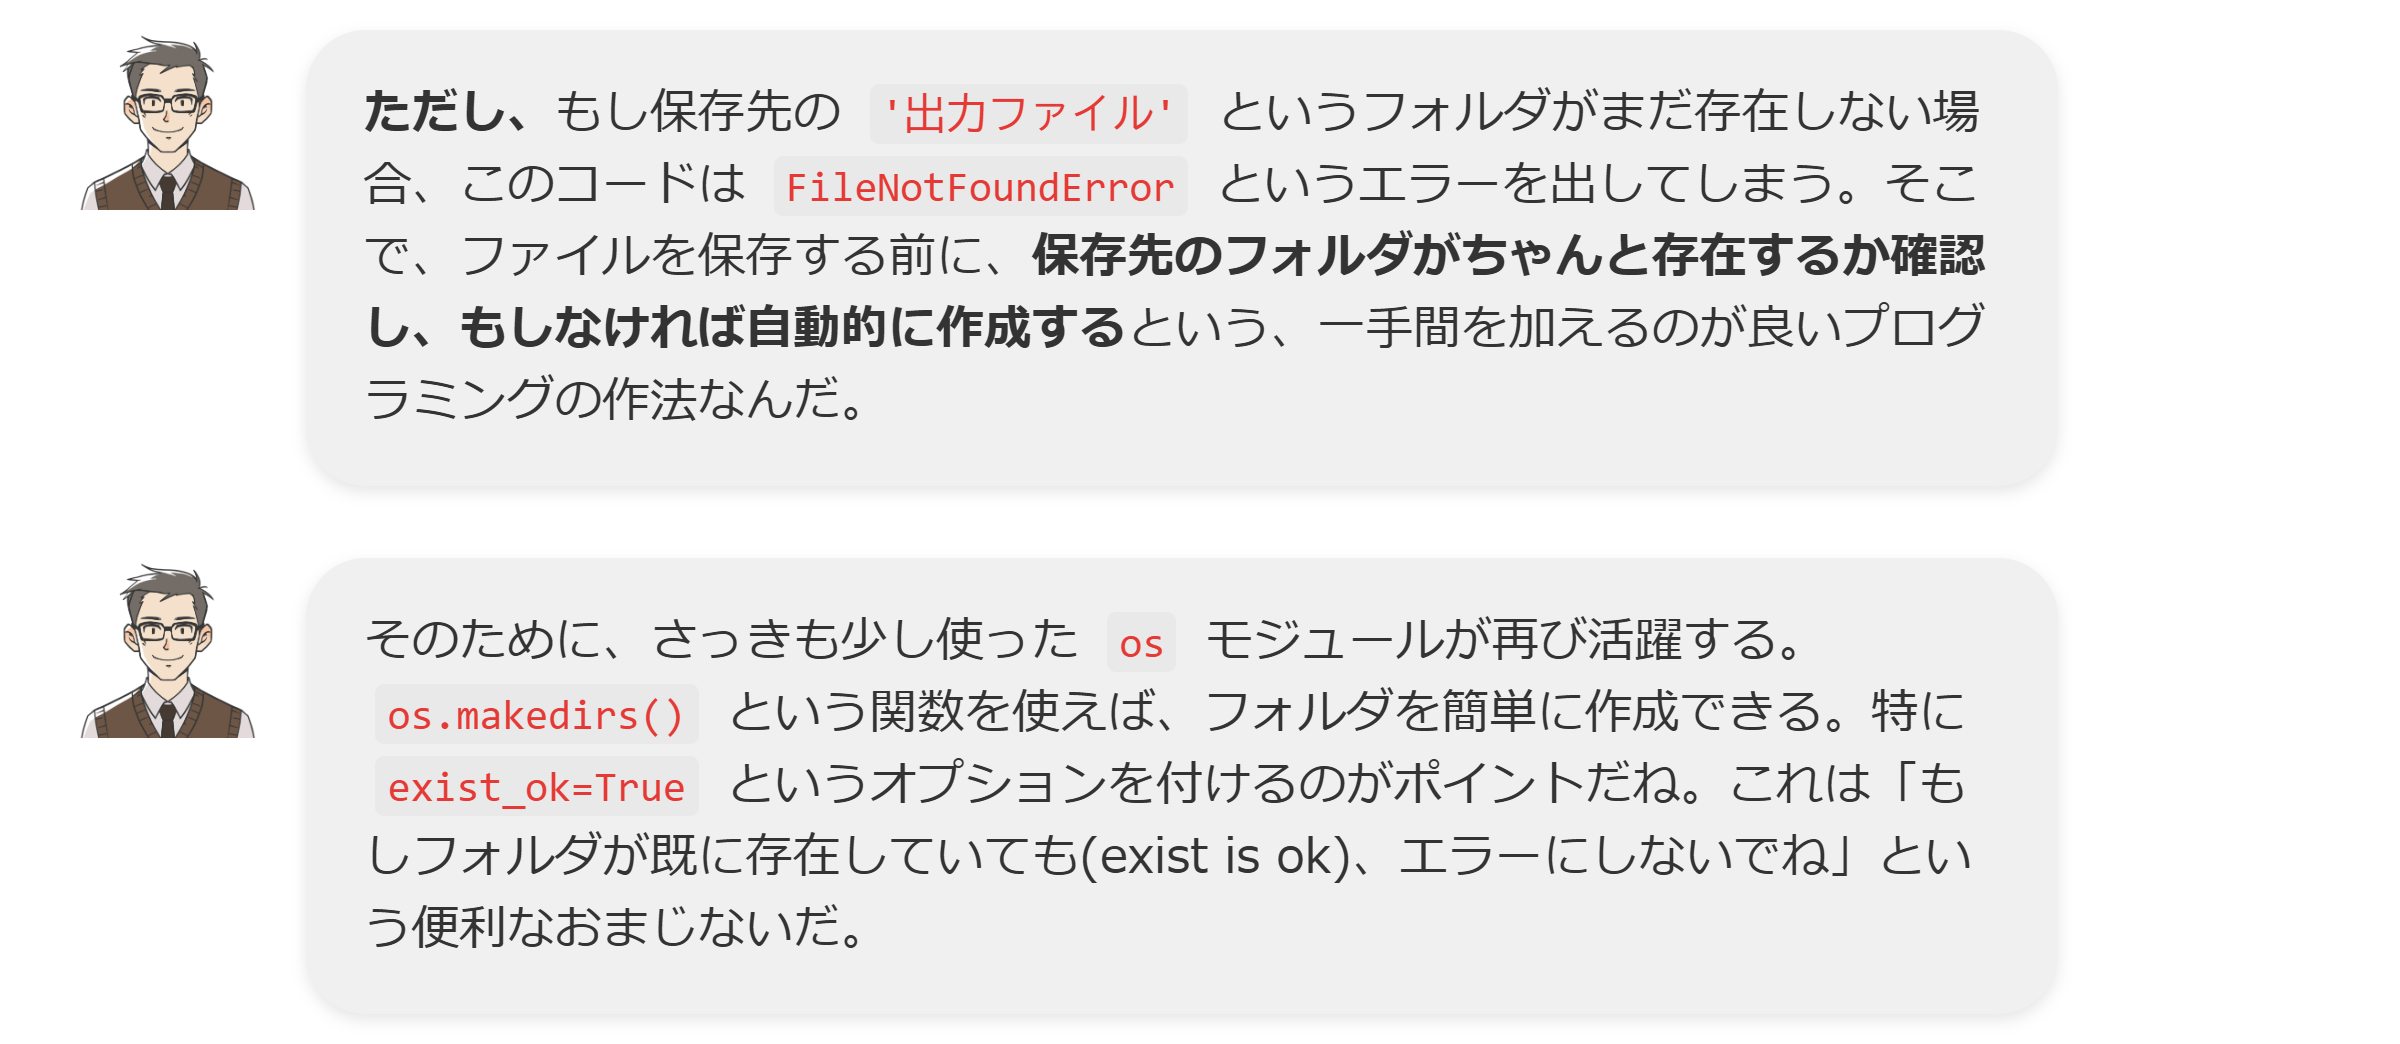 ただし、もし保存先の '出力ファイル' というフォルダがまだ存在しない場
合、このコードは FileNotFoundError というエラーを出してしまう。そこ
で、ファイルを保存する前に、保存先のフォルダがちゃんと存在するか確認
し、もしなければ自動的に作成するという、一手間を加えるのが良いプログ
ラミングの作法なんだ。
そのために、さっきも少し使った os モジュールが再び活躍する。
os.makedirs() という関数を使えば、フォルダを簡単に作成できる。特に
exist_ok=True というオプションを付けるのがポイントだね。これは「も
しフォルダが既に存在していても(exist is ok)、エラーにしないでね」とい
う便利なおまじないだ。